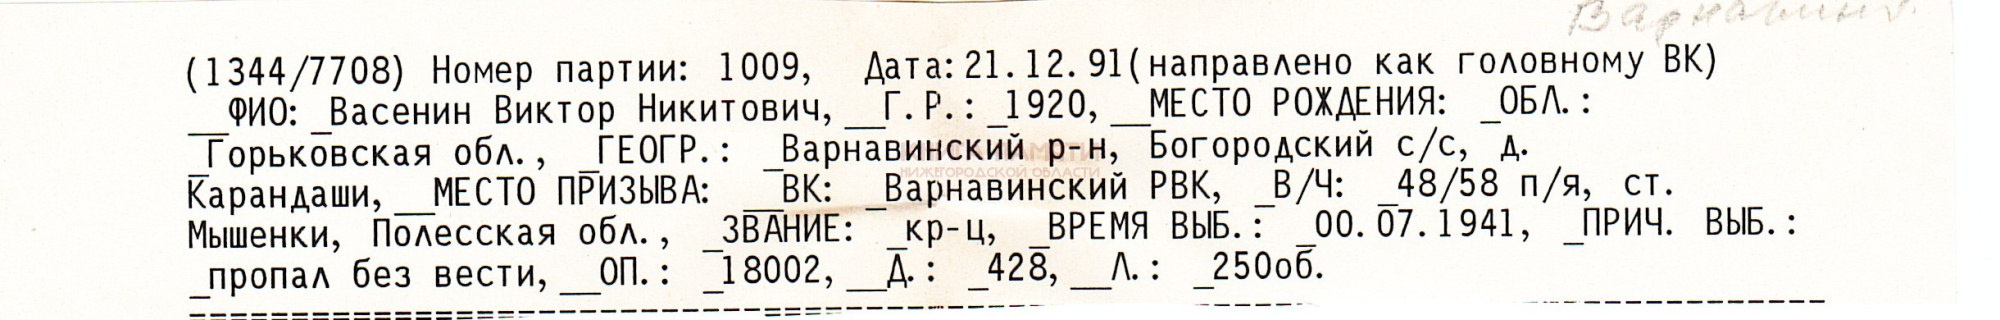 Варнавинск.
(1344/7708) Номер партии: 1009, Дата:21.12.91(направлено как головному ВК)
__ФИО: _Васенин Виктор Никитович, __Г.Р.: _1920, __МЕСТО РОЖДЕНИЯ: _ОБЛ.:
_Горьковская обл., _ГЕОГР.: _Варнавинский р-н, Богородский с/с, д.
НИЖЕГОРОДСКОЙ ОБЛАСТИ
Карандаши, __МЕСТО ПРИЗЫВА: __ВК: _Варнавинский РВК, _В/Ч: _48/58 п/я, ст.
Мышенки, Полесская обл., _ЗВАНИЕ: _кр-ц, _ВРЕМЯ ВЫБ.: _00.07.1941, _ПРИЧ. ВЫБ.:
_пропал без вести, __ОП.: _18002, __Д.: _428, __Л.: _250об.